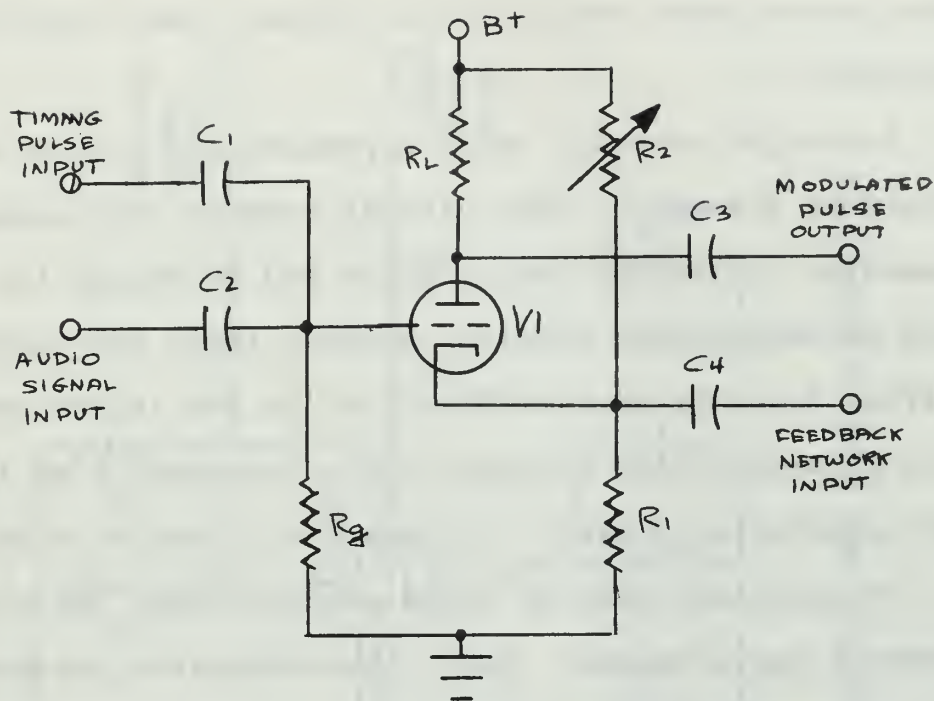 B+
TIMING
PULSE
INPUT
C1
RL
R2
MODULATED
PULSE
OUTPUT
C3
C2
V1
AUDIO
SIGNAL
INPUT
C4
FEEDBACK
NETWORK
INPUT
Rg
R1